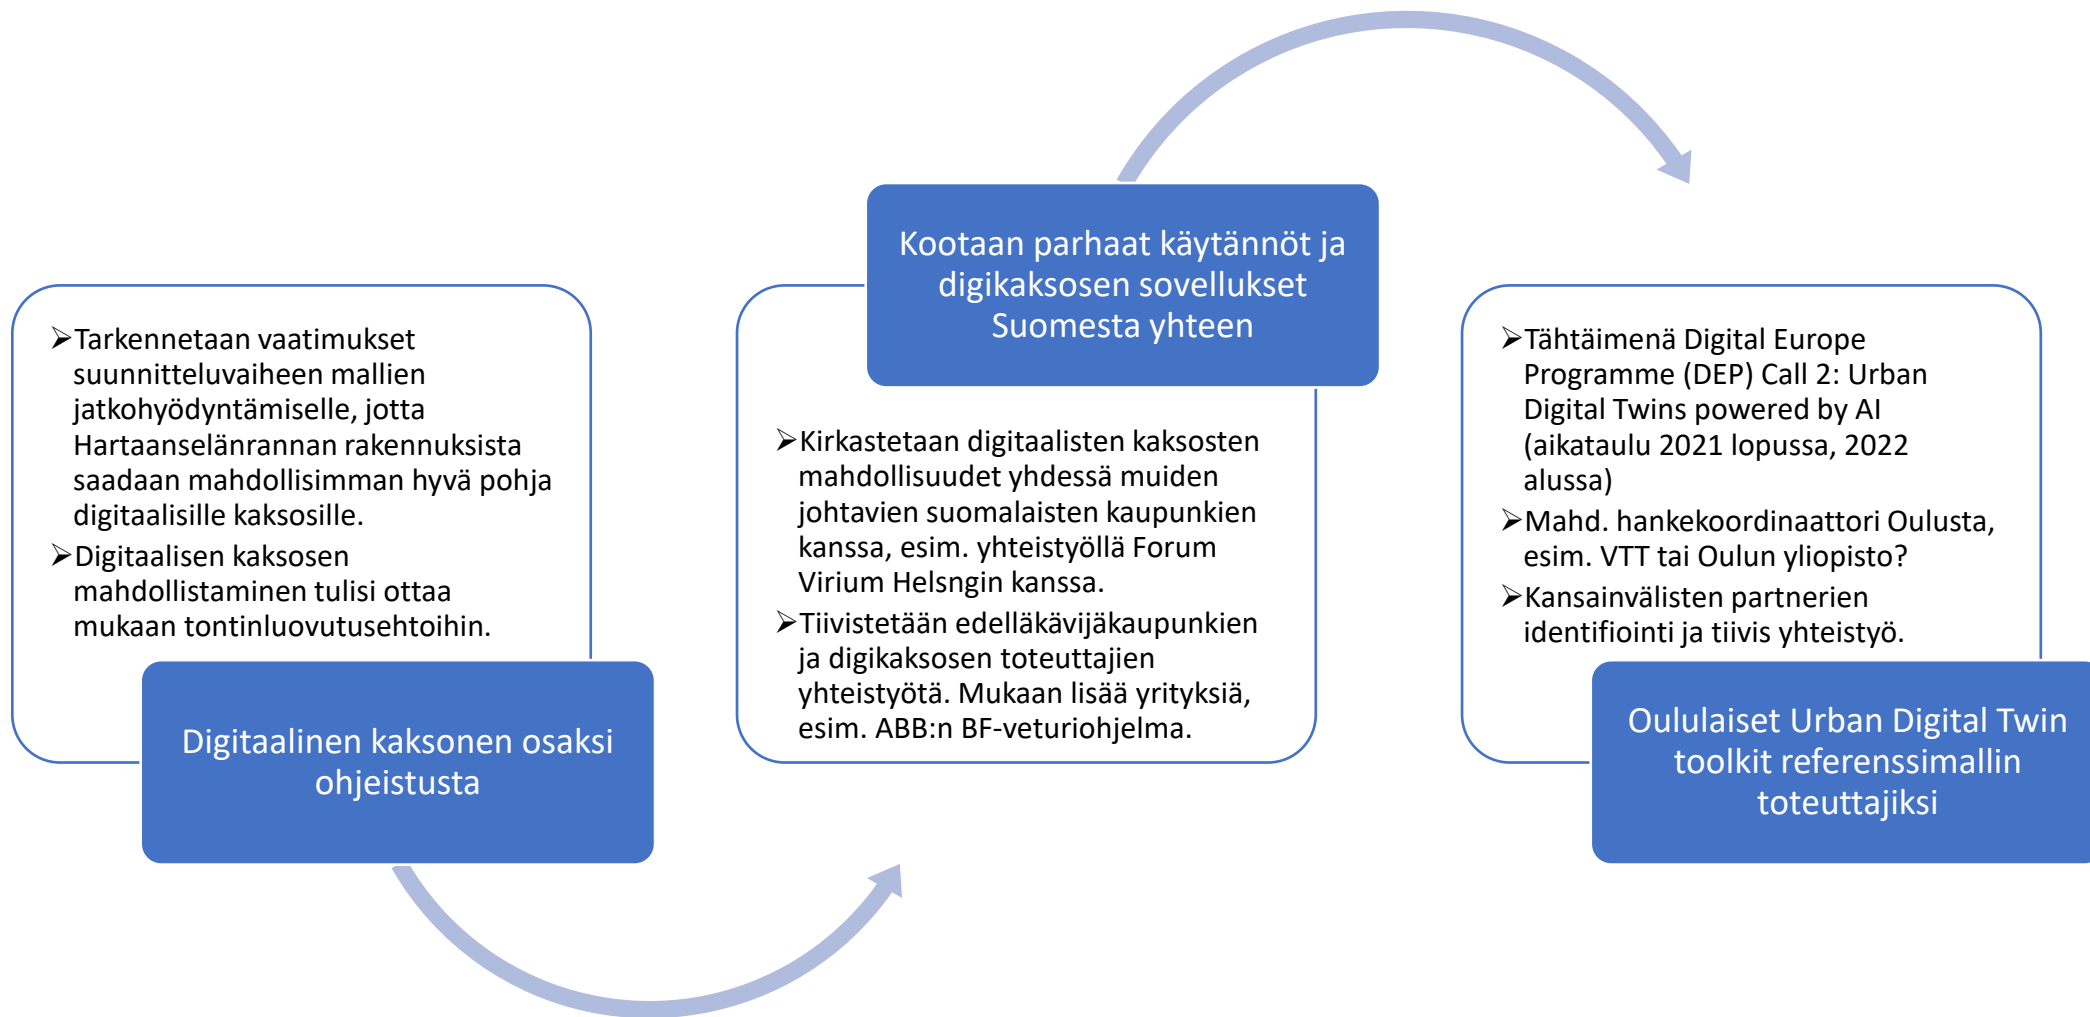 ➢Tarkennetaan vaatimukset
suunnitteluvaiheen mallien
jatkohyödyntämiselle, jotta
Hartaanselänrannan rakennuksista
saadaan mahdollisimman hyvä pohja
digitaalisille kaksosille.
➢Digitaalisen kaksosen
mahdollistaminen tulisi ottaa
mukaan tontinluovutusehtoihin.
Digitaalinen kaksonen osaksi
ohjeistusta
Kootaan parhaat käytännöt ja
digikaksosen sovellukset
Suomesta yhteen
➢Kirkastetaan digitaalisten kaksosten
mahdollisuudet yhdessä muiden
johtavien suomalaisten kaupunkien
kanssa, esim. yhteistyöllä Forum
Virium Helsngin kanssa.
➢Tiivistetään edelläkävijäkaupunkien
ja digikaksosen toteuttajien
yhteistyötä. Mukaan lisää yrityksiä,
esim. ABB:n BF-veturiohjelma.
➢Tähtäimenä Digital Europe
Programme (DEP) Call 2: Urban
Digital Twins powered by AI
(aikataulu 2021 lopussa, 2022
alussa)
➢Mahd. hankekoordinaattori Oulusta,
esim. VTT tai Oulun yliopisto?
➢Kansainvälisten partnerien
identifiointi ja tiivis yhteistyö.
Oululaiset Urban Digital Twin
toolkit referenssimallin
toteuttajiksi